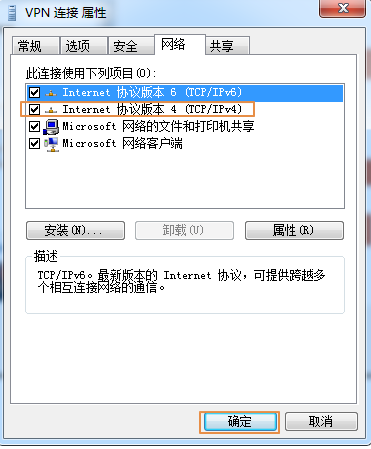 VPN 连接 属性
常规 选项 安全 网络 共享
此连接使用下列项目(O):
Internet 协议版本 6 (TCP/IPv6)
Internet 协议版本 4 (TCP/IPv4)
Microsoft 网络的文件和打印机共享
Microsoft 网络客户端
安装(N)... 卸载(U) 属性(R)
描述
TCP/IPv6。最新版本的 Internet 协议，可提供跨越多
个相互连接网络的通信。
确定 取消